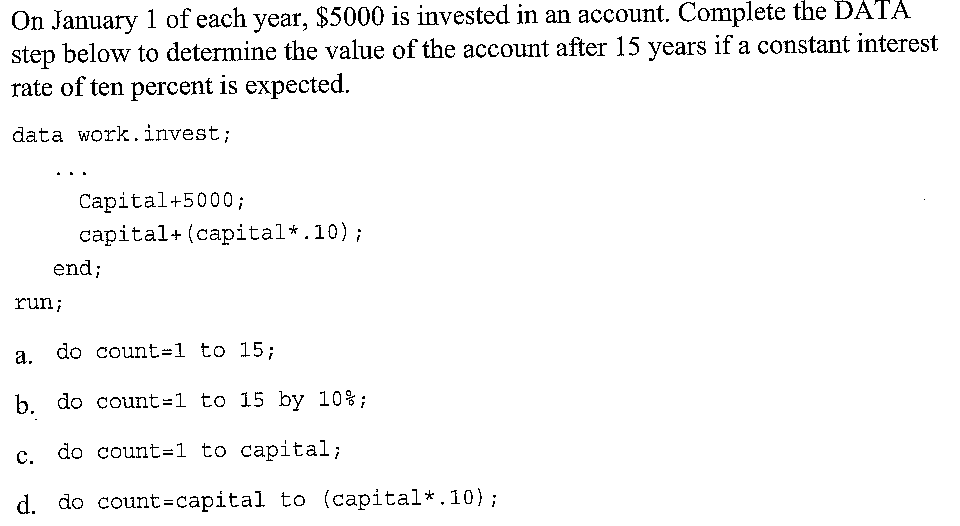 On January 1 of each year, $5000 is invested in an account. Complete the DATA
step below to determine the value of the account after 15 years if a constant interest
rate of ten percent is expected.
data work.invest;
...
Capital+5000;
capital+(capital*.10);
end;
run;
a. do count=1 to 15;
b. do count=1 to 15 by 10%;
c. do count=1 to capital;
d. do count=capital to (capital*.10);